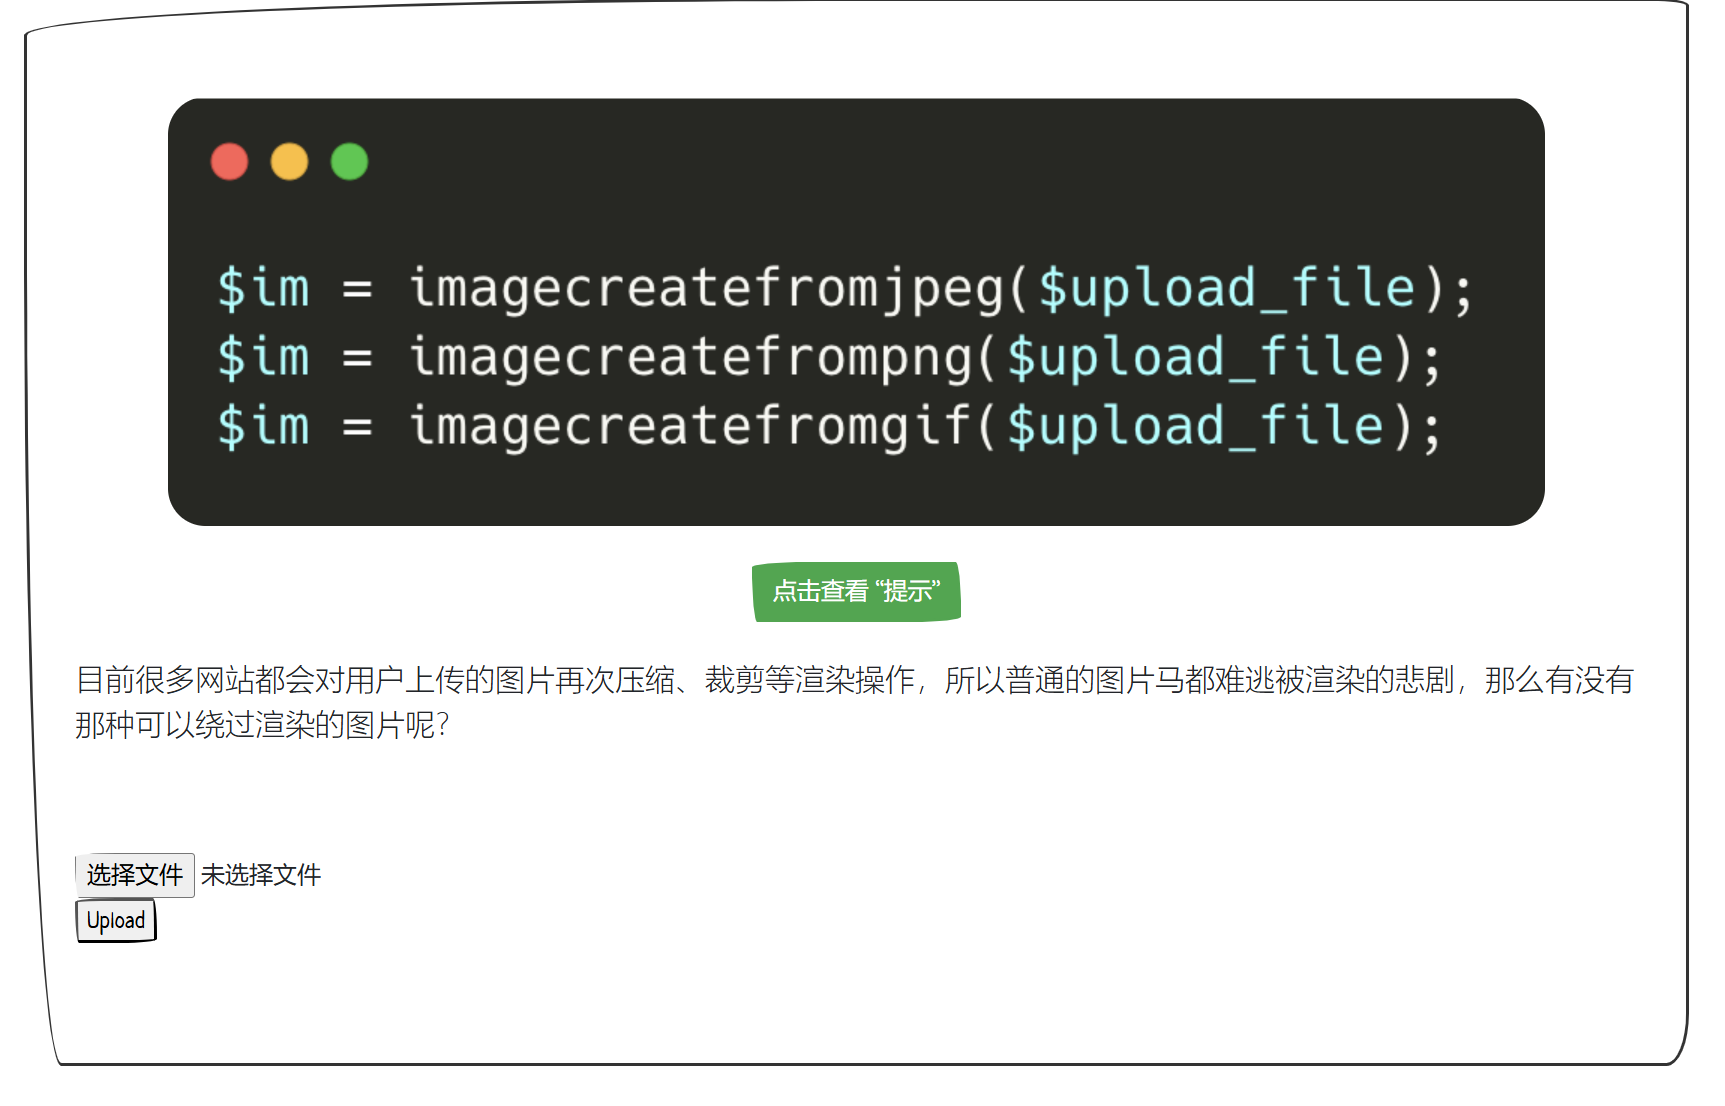 $im = imagecreatefromjpeg($upload_file);
$im = imagecreatefrompng($upload_file);
$im = imagecreatefromgif($upload_file);
点击查看 “提示”
目前很多网站都会对用户上传的图片再次压缩、裁剪等渲染操作，所以普通的图片马都难逃被渲染的悲剧，那么有没有
那种可以绕过渲染的图片呢？
选择文件 未选择文件
Upload